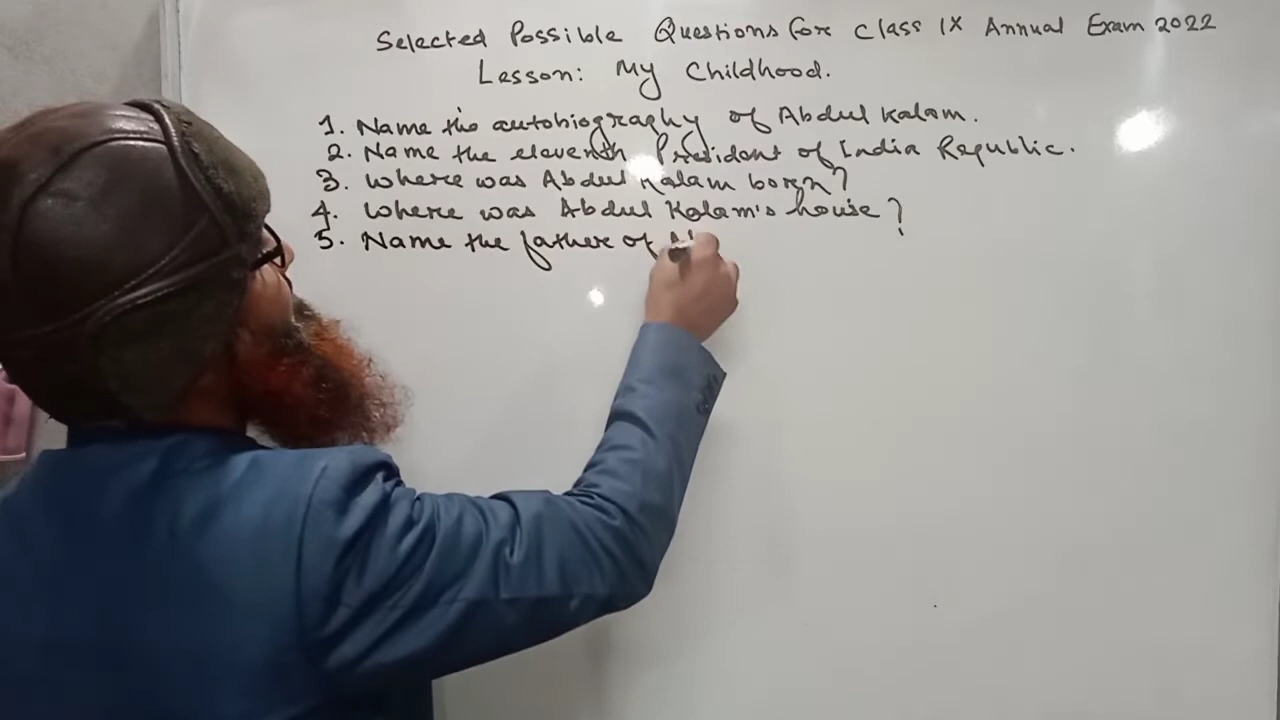 Selected Possible Questions for Class IX Annual Exam 2022
Lesson: My Childhood.
1. Name the autobiography of Abdul Kalam.
2. Name the eleventh President of India Republic.
3. Where was Abdul Kalam born?
4. Where was Abdul Kalam's house?
5. Name the father of